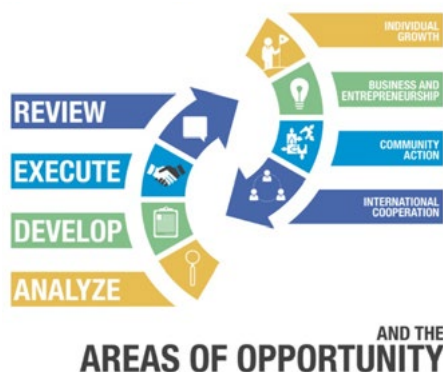 REVIEW
EXECUTE
DEVELOP
ANALYZE
INDIVIDUAL
GROWTH
BUSINESS AND
ENTREPRENEURSHIP
COMMUNITY
ACTION
INTERNATIONAL
COOPERATION
AND THE
AREAS OF OPPORTUNITY